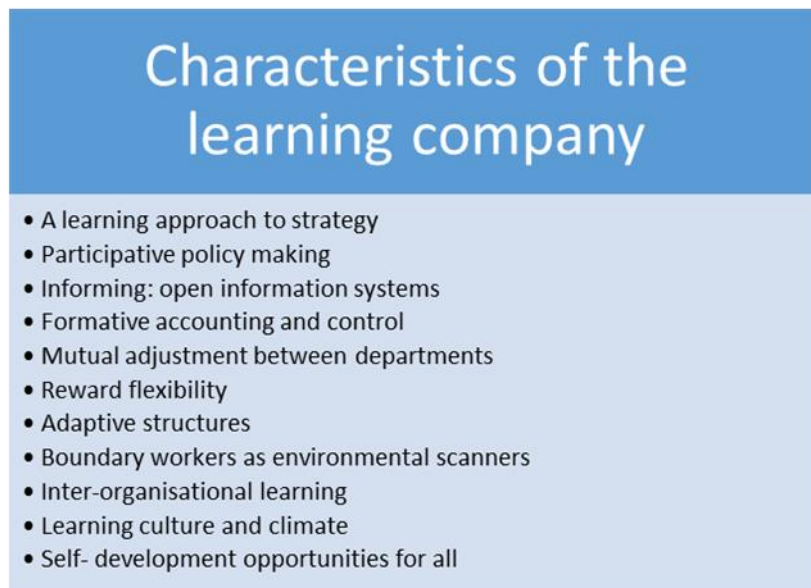 Characteristics of the
learning company
• A learning approach to strategy
• Participative policy making
• Informing: open information systems
• Formative accounting and control
• Mutual adjustment between departments
• Reward flexibility
• Adaptive structures
• Boundary workers as environmental scanners
• Inter-organisational learning
• Learning culture and climate
• Self- development opportunities for all